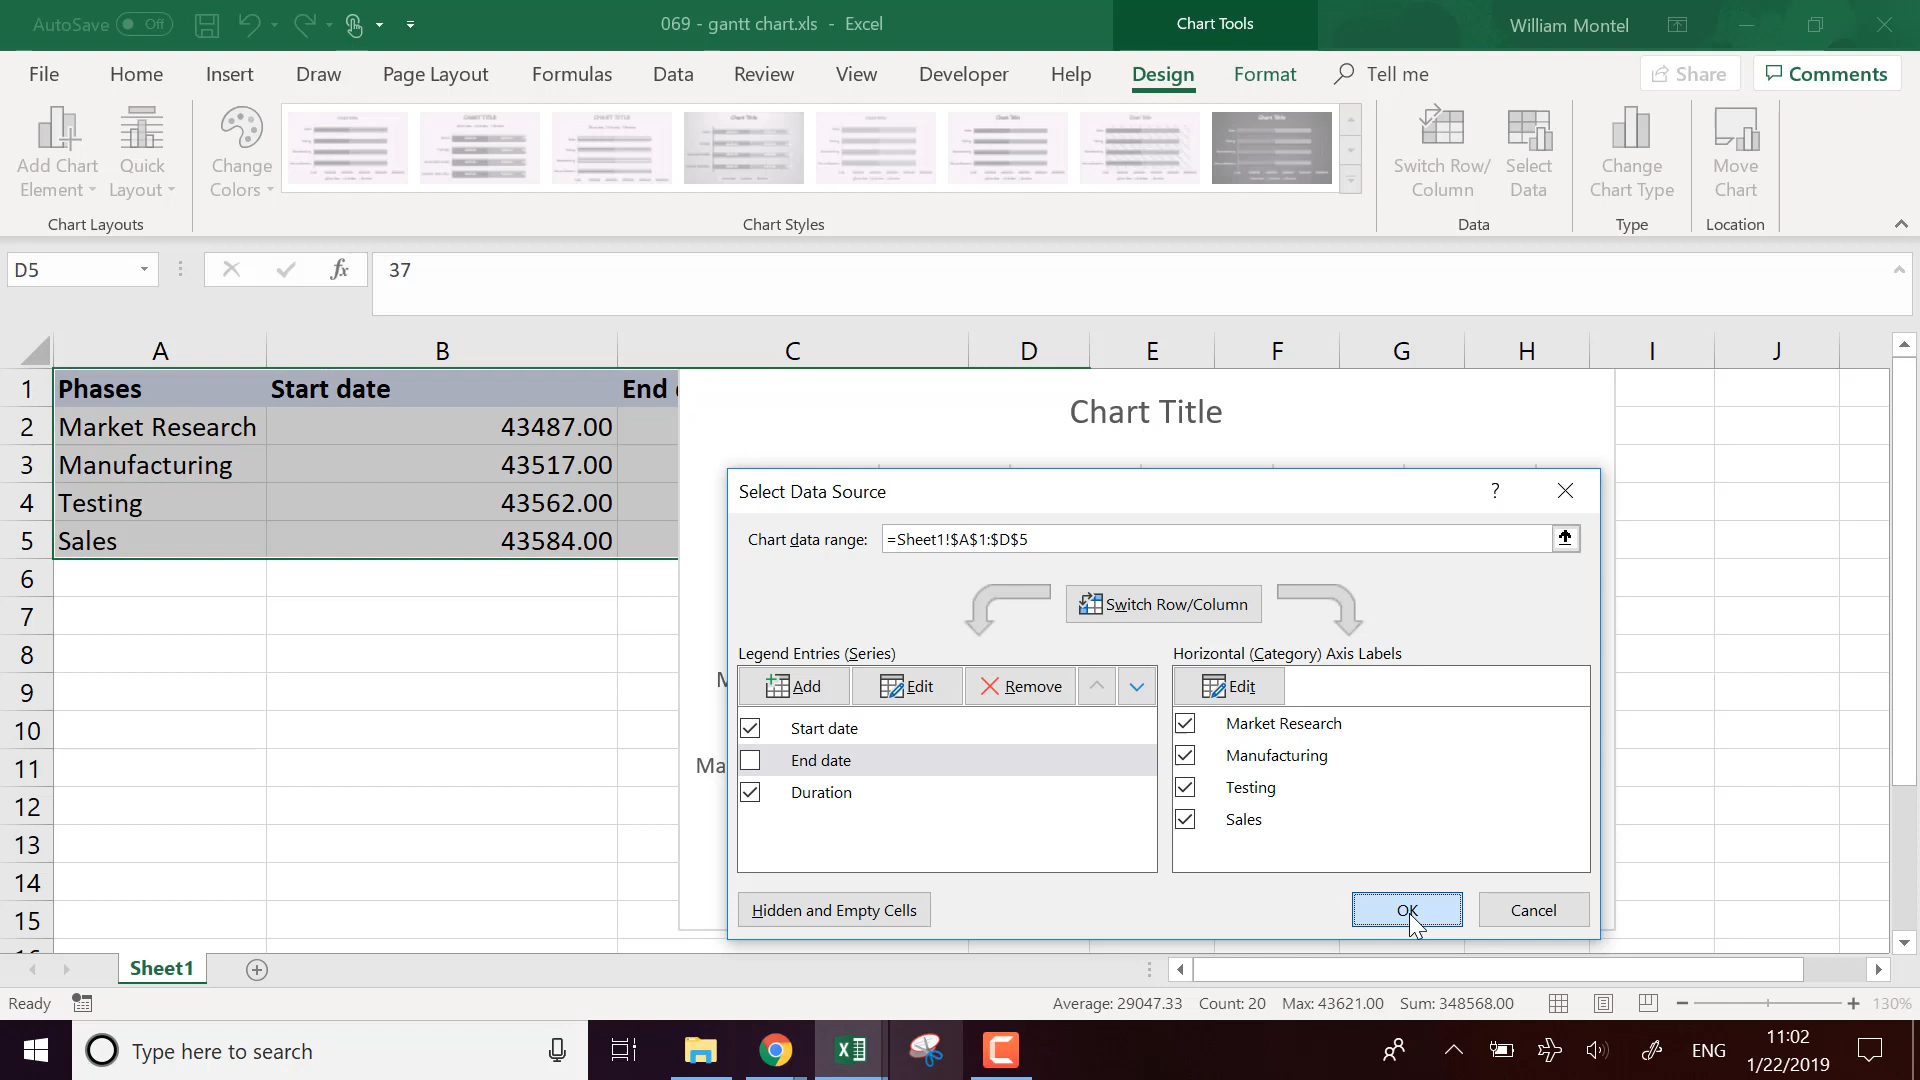 AutoSave Off
069 - gantt chart.xls - Excel
Chart Tools
William Montel
File Home Insert Draw Page Layout Formulas Data Review View Developer Help Design Format Tell me Share Comments
Add Chart Element
Quick Layout
Change Colors
Switch Row/Column
Select Data
Change Chart Type
Move Chart
Chart Layouts
Chart Styles
Data
Type
Location
D5
fx
37
A B C D E F G H I J
1 Phases Start date End
2 Market Research 43487.00
3 Manufacturing 43517.00
4 Testing 43562.00
5 Sales 43584.00
6
7
8
9
10
11
12
13
14
15
Chart Title
M
Ma
Select Data Source
?
Chart data range: =Sheet1!$A$1:$D$5
Switch Row/Column
Legend Entries (Series)
Add Edit Remove
Start date
End date
Duration
Horizontal (Category) Axis Labels
Edit
Market Research
Manufacturing
Testing
Sales
Hidden and Empty Cells
OK
Cancel
Sheet1
Ready
Average: 29047.33 Count: 20 Max: 43621.00 Sum: 348568.00
130%
Type here to search
ENG
11:02
1/22/2019